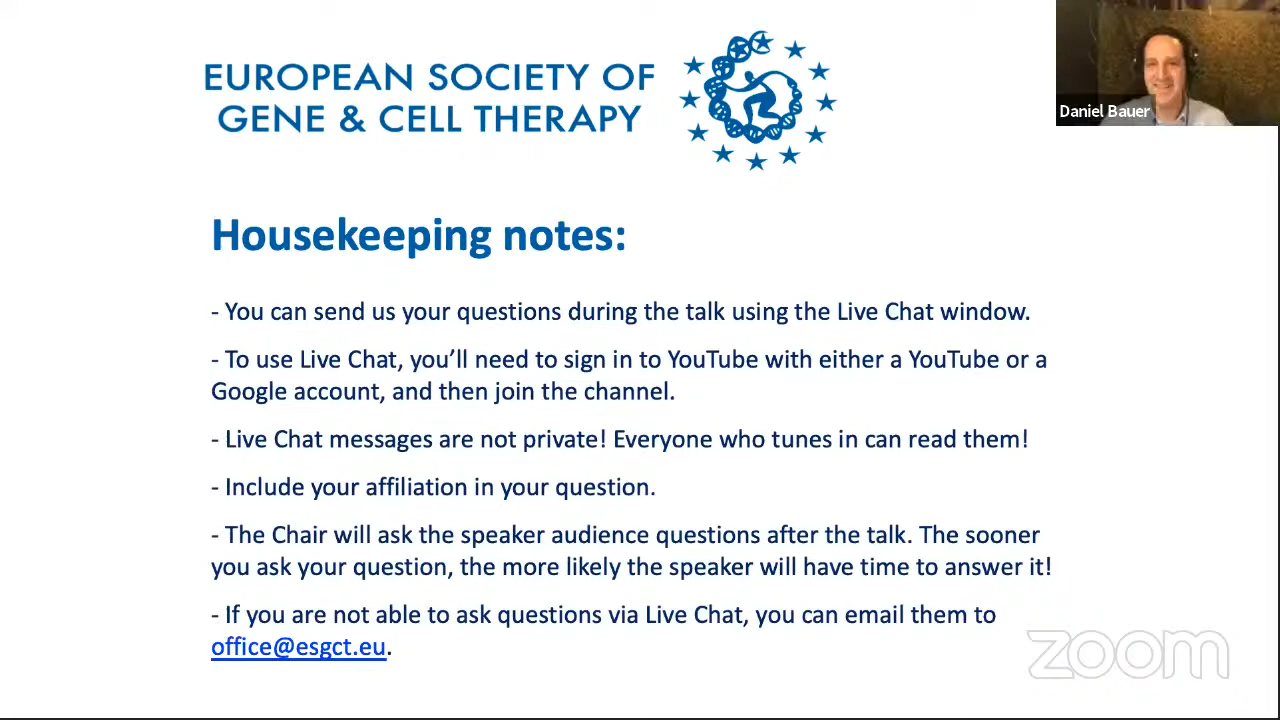 EUROPEAN SOCIETY OF
GENE & CELL THERAPY
Daniel Bauer
Housekeeping notes:
- You can send us your questions during the talk using the Live Chat window.
- To use Live Chat, you’ll need to sign in to YouTube with either a YouTube or a
Google account, and then join the channel.
- Live Chat messages are not private! Everyone who tunes in can read them!
- Include your affiliation in your question.
- The Chair will ask the speaker audience questions after the talk. The sooner
you ask your question, the more likely the speaker will have time to answer it!
- If you are not able to ask questions via Live Chat, you can email them to
office@esgct.eu.
zoom